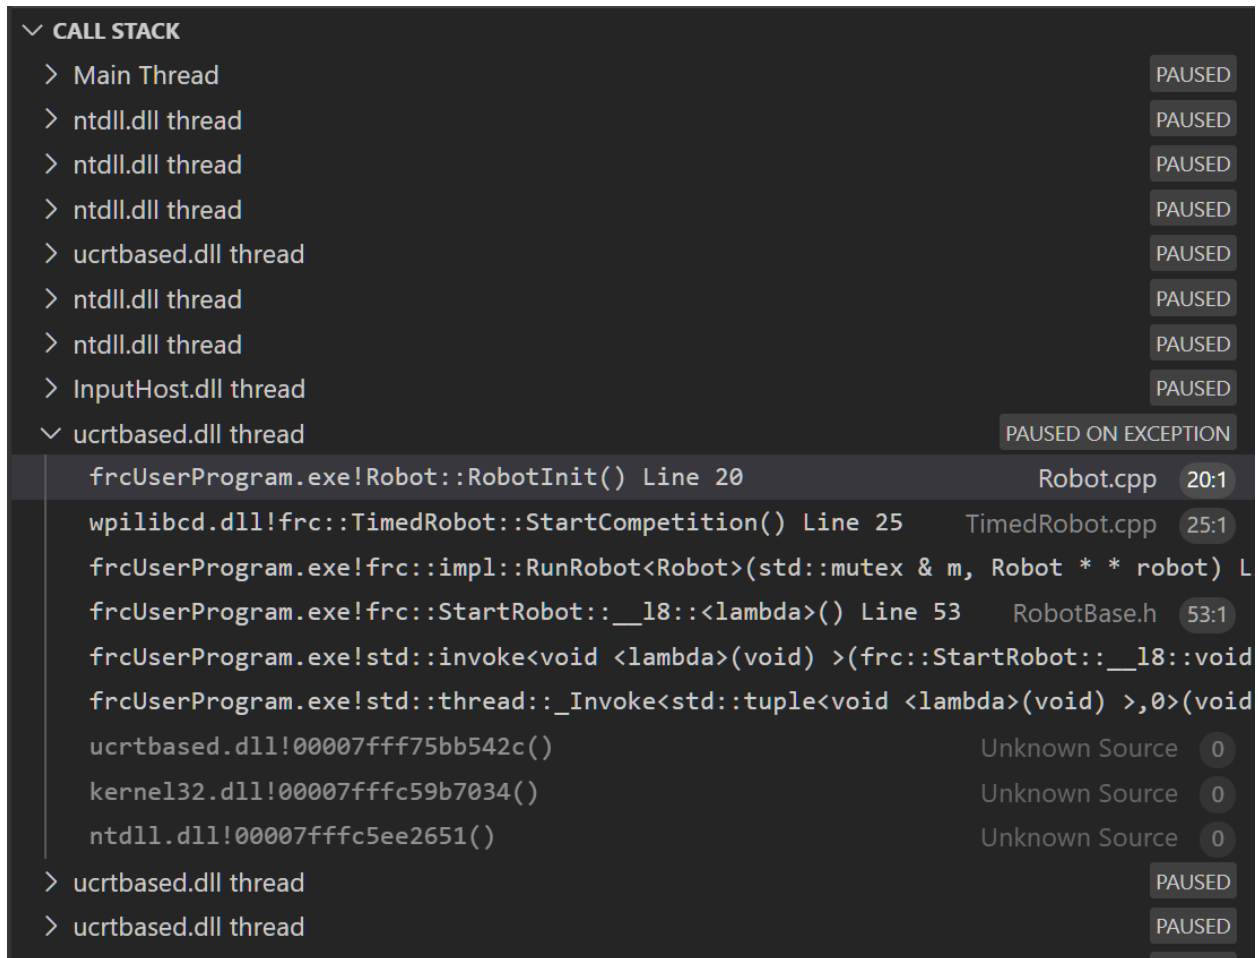 CALL STACK
Main Thread PAUSED
ntdll.dll thread PAUSED
ntdll.dll thread PAUSED
ntdll.dll thread PAUSED
ucrtbased.dll thread PAUSED
ntdll.dll thread PAUSED
ntdll.dll thread PAUSED
InputHost.dll thread PAUSED
ucrtbased.dll thread PAUSED ON EXCEPTION
frcUserProgram.exe!Robot::RobotInit() Line 20 Robot.cpp 20:1
wpilibcd.dll!frc::TimedRobot::StartCompetition() Line 25 TimedRobot.cpp 25:1
frcUserProgram.exe!frc::impl::RunRobot<Robot>(std::mutex & m, Robot * * robot) L
frcUserProgram.exe!frc::StartRobot::__l8::<lambda>() Line 53 RobotBase.h 53:1
frcUserProgram.exe!std::invoke<void <lambda>(void) >(frc::StartRobot::__l8::void
frcUserProgram.exe!std::thread::_Invoke<std::tuple<void <lambda>(void) >,0>(void
ucrtbased.dll!00007fff75bb542c() Unknown Source 0
kernel32.dll!00007fffc59b7034() Unknown Source 0
ntdll.dll!00007fffc5ee2651() Unknown Source 0
ucrtbased.dll thread PAUSED
ucrtbased.dll thread PAUSED